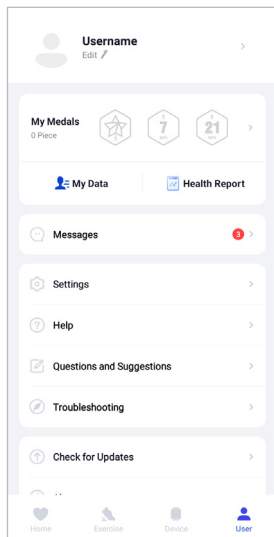 Username
Edit
My Medals
0 Piece
7
21
My Data
Health Report
Messages
3
Settings
Help
Questions and Suggestions
Troubleshooting
Check for Updates
Home
Exercise
Device
User